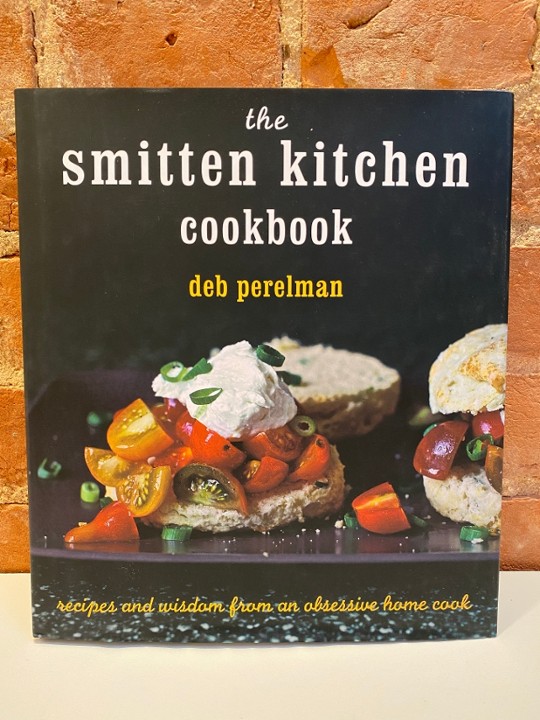 the
smitten kitchen
cookbook
deb perelman
recipes and wisdom from an obsessive home cook